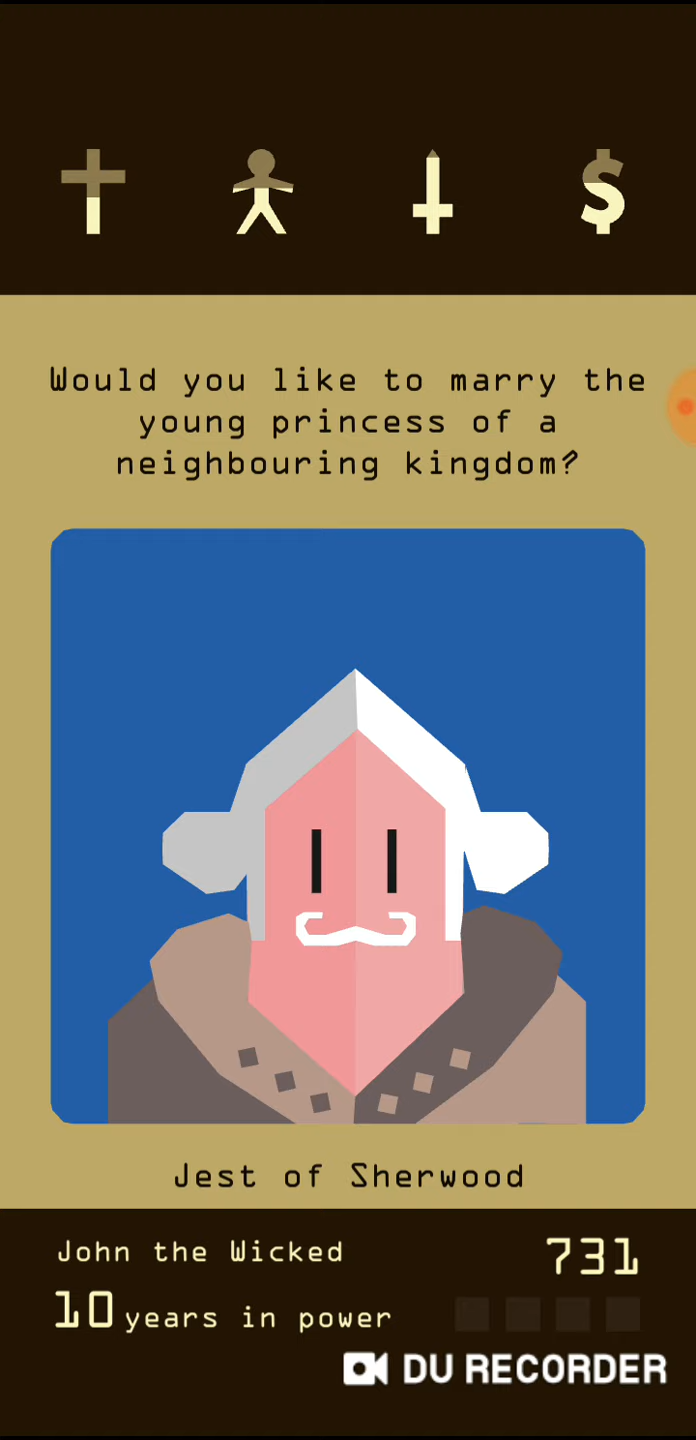 Would you like to marry the
young princess of a
neighbouring kingdom?
Jest of Sherwood
John the Wicked
731
10 years in power
DU RECORDER